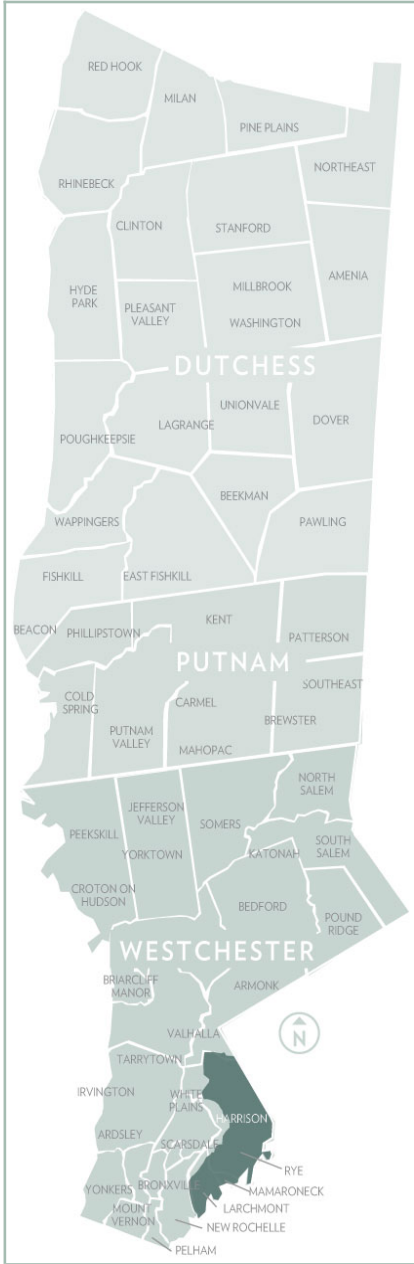 RED HOOK
MILAN
PINE PLAINS
NORTHEAST
RHINEBECK
CLINTON
STANFORD
AMENIA
HYDE
PARK
PLEASANT
VALLEY
MILLBROOK
WASHINGTON
DUTCHESS
UNIONVALE
LAGRANGE
DOVER
POUGHKEEPSIE
BEEKMAN
WAPPINGERS
PAWLING
FISHKILL
EAST FISHKILL
KENT
BEACON
PHILLIPSTOWN
PATTERSON
PUTNAM
SOUTHEAST
COLD
SPRING
CARMEL
BREWSTER
PUTNAM
VALLEY
MAHOPAC
NORTH
SALEM
JEFFERSON
VALLEY
SOMERS
PEEKSKILL
YORKTOWN
KATONAH
SOUTH
SALEM
CROTON ON
HUDSON
BEDFORD
POUND
RIDGE
WESTCHESTER
BRIARCLIFF
MANOR
ARMONK
VALHALLA
N
TARRYTOWN
IRVINGTON
WHITE
PLAINS
HARRISON
ARDSLEY
SCARSDALE
RYE
YONKERS
BRONXVILLE
MAMARONECK
MOUNT
VERNON
LARCHMONT
NEW ROCHELLE
PELHAM